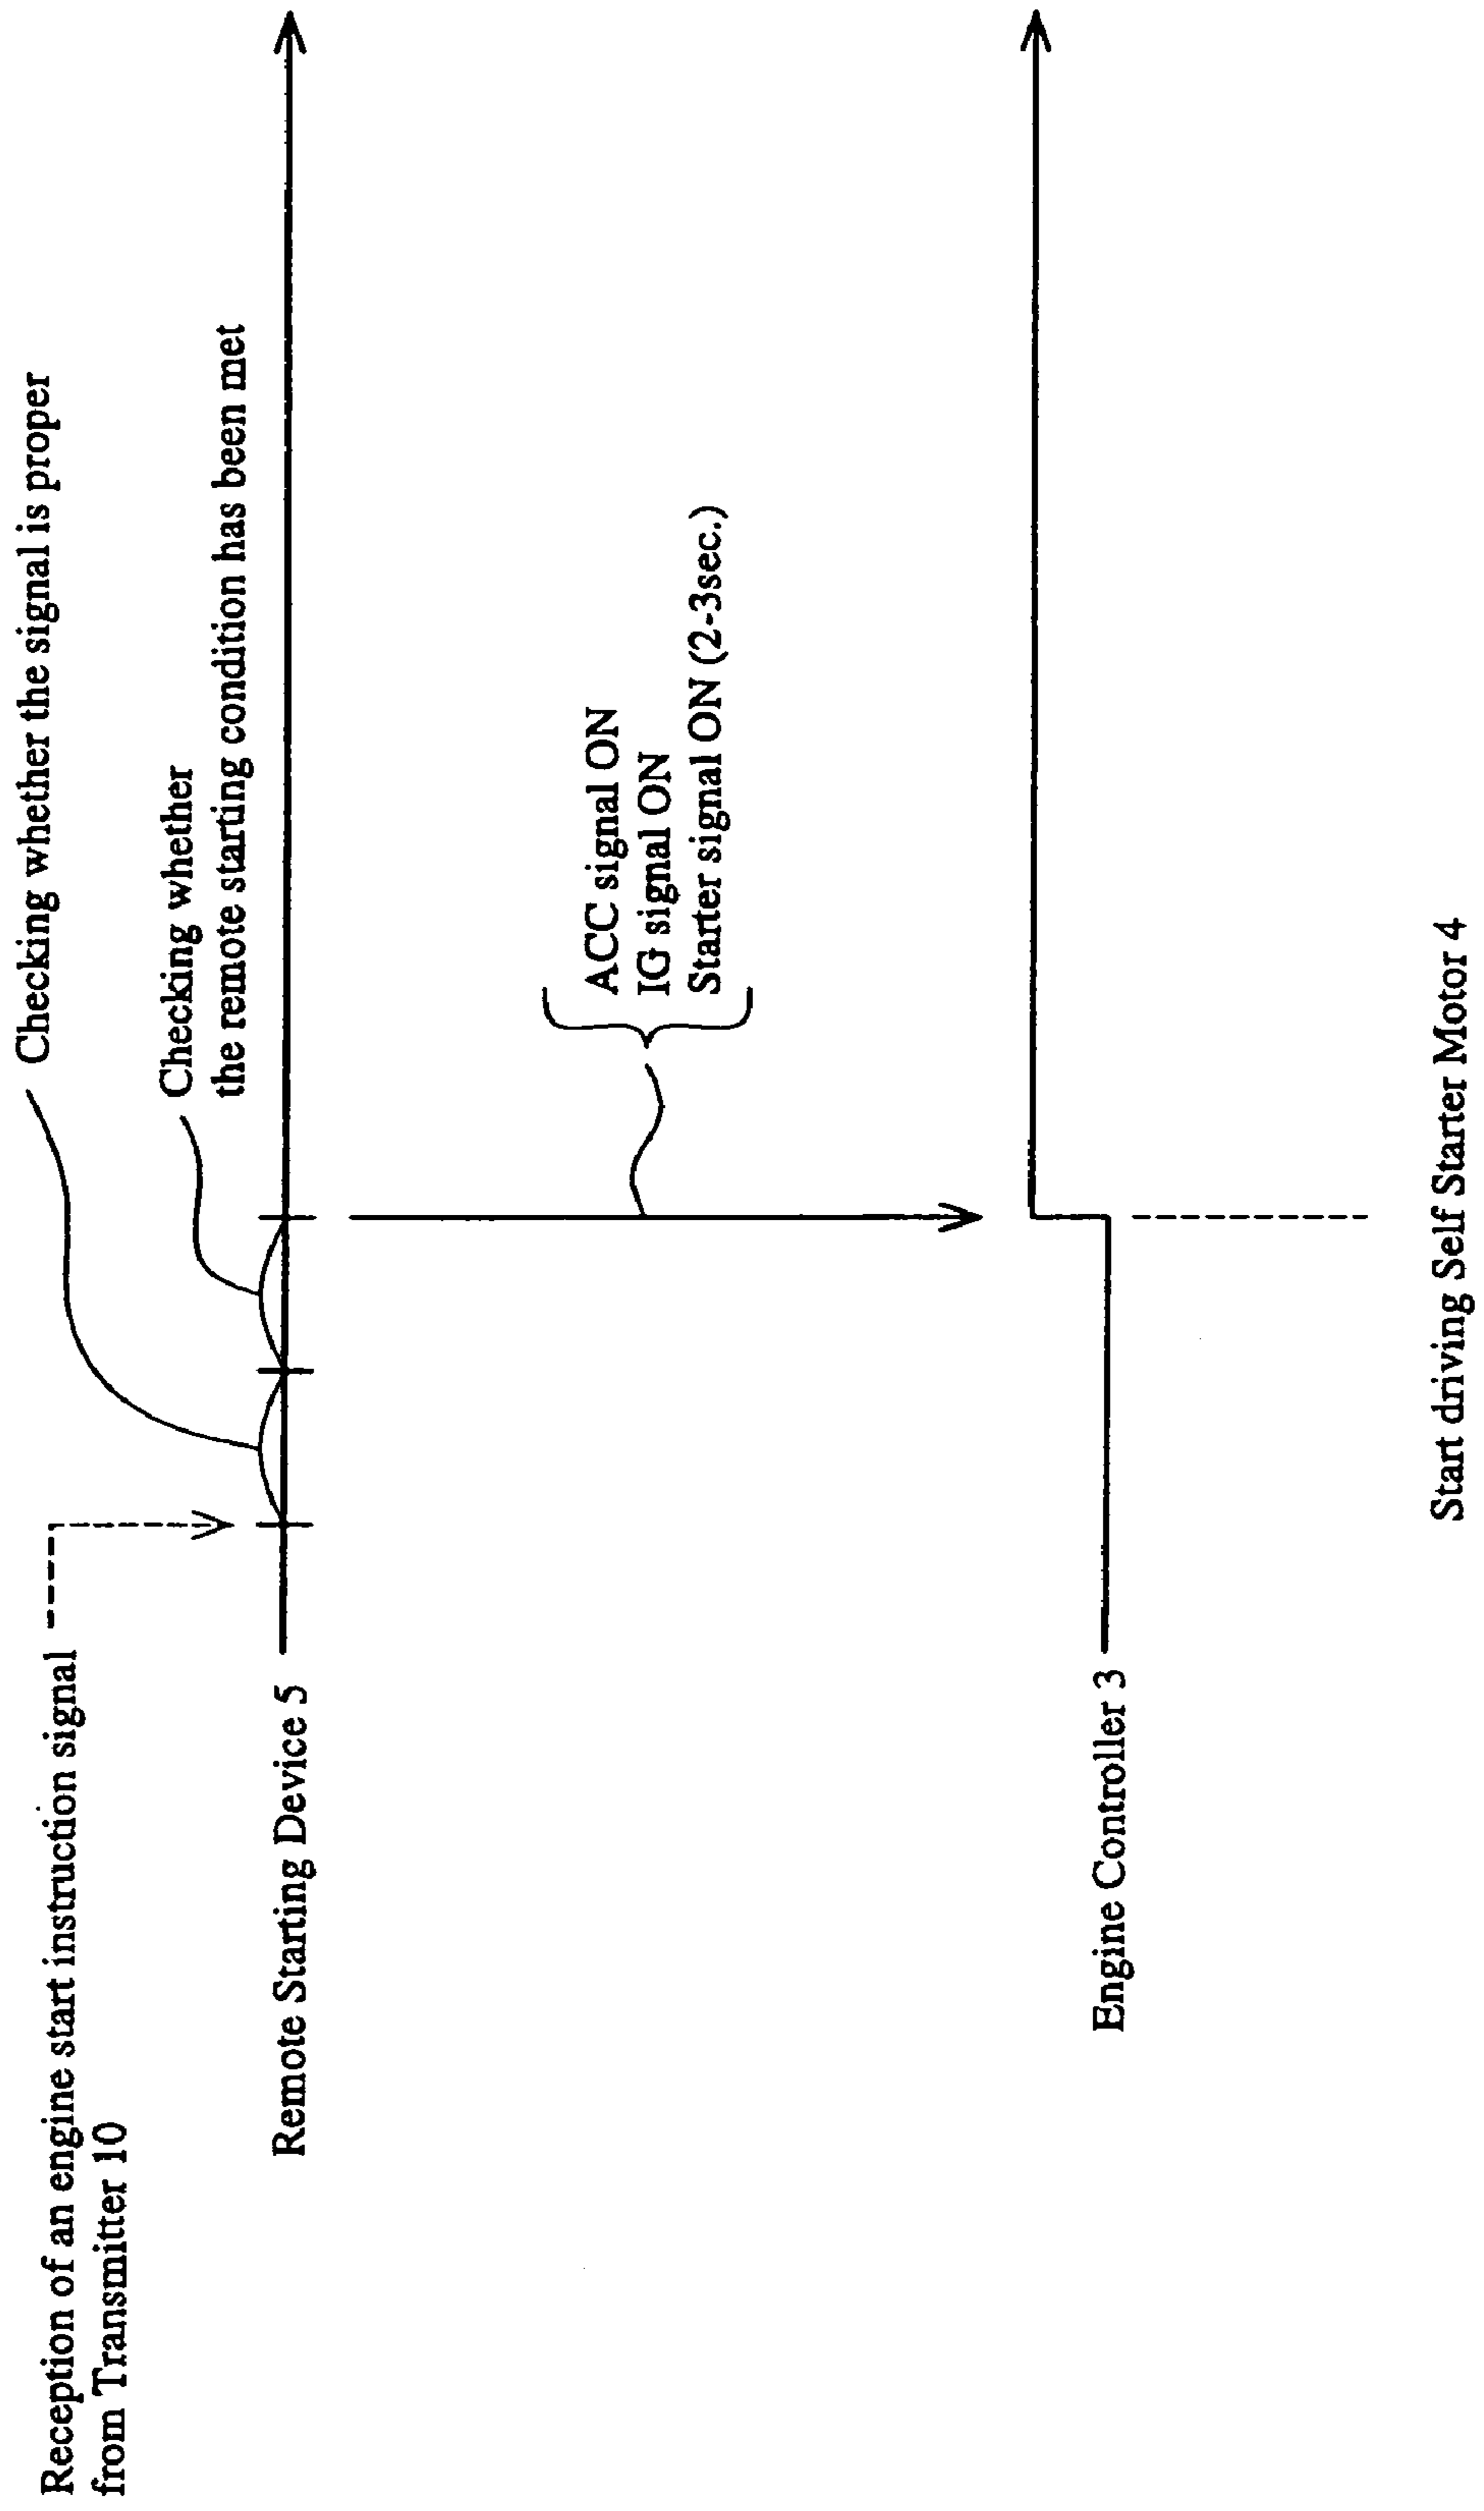 Reception of an engine start instruction signal
from Transmitter 10
Checking whether the signal is proper
Checking whether
the remote starting condition has been met
Remote Starting Device 5
ACC signal ON
IG signal ON
Starter signal ON (2-3sec.)
Engine Controller 3
Start driving Self Starter Motor 4